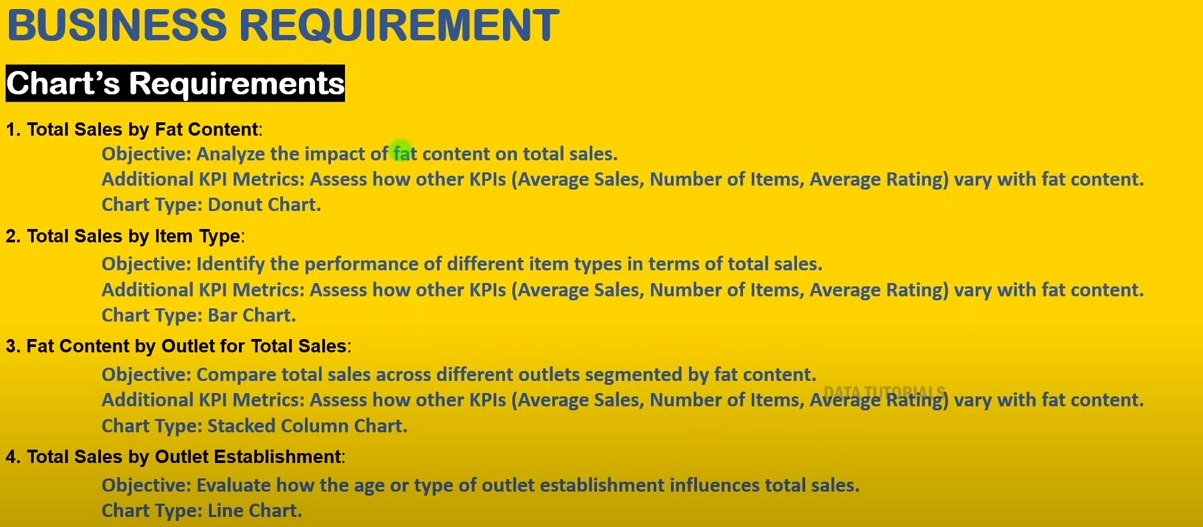 BUSINESS REQUIREMENT
Chart's Requirements
1. Total Sales by Fat Content:
Objective: Analyze the impact of fat content on total sales.
Additional KPI Metrics: Assess how other KPIs (Average Sales, Number of Items, Average Rating) vary with fat content.
Chart Type: Donut Chart.
2. Total Sales by Item Type:
Objective: Identify the performance of different item types in terms of total sales.
Additional KPI Metrics: Assess how other KPIs (Average Sales, Number of Items, Average Rating) vary with fat content.
Chart Type: Bar Chart.
3. Fat Content by Outlet for Total Sales:
Objective: Compare total sales across different outlets segmented by fat content.
DATA TUTORIALS
Additional KPI Metrics: Assess how other KPIs (Average Sales, Number of Items, Average Rating) vary with fat content.
Chart Type: Stacked Column Chart.
4. Total Sales by Outlet Establishment:
Objective: Evaluate how the age or type of outlet establishment influences total sales.
Chart Type: Line Chart.